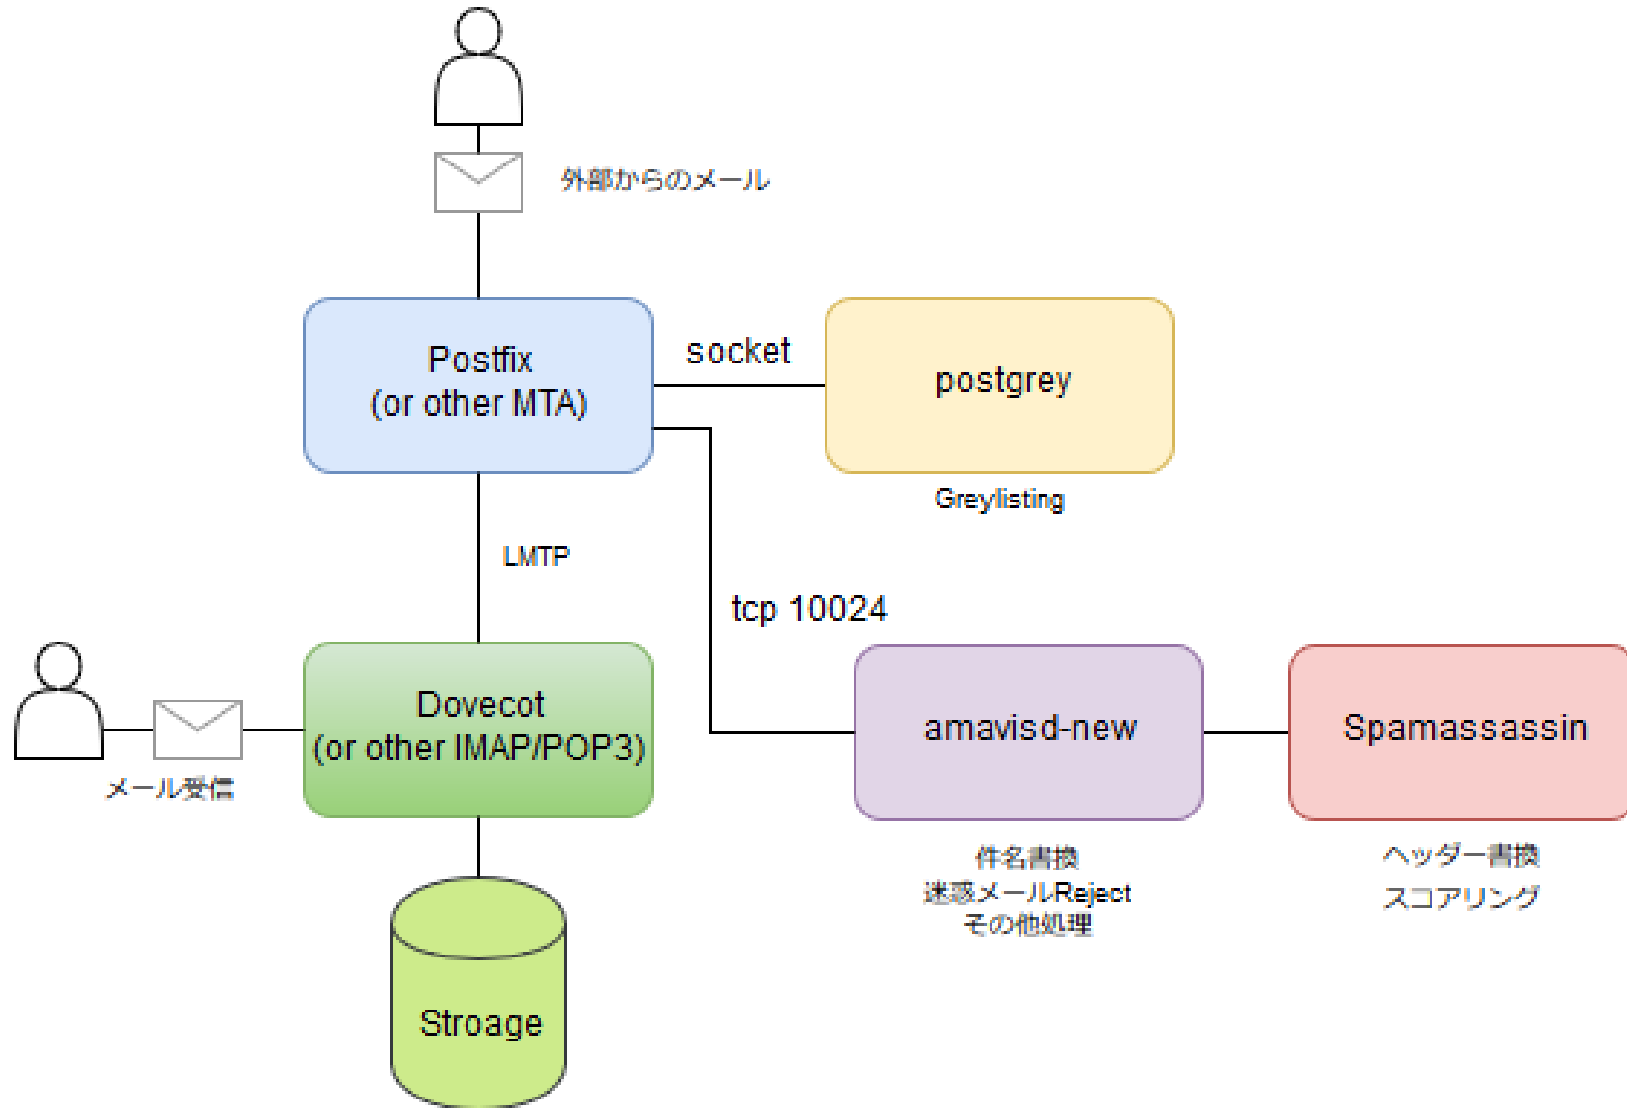 外部からのメール
Postfix
(or other MTA)
socket
postgrey
Greylisting
LMTP
tcp 10024
Dovecot
(or other IMAP/POP3)
メール受信
amavisd-new
Spamassassin
件名書換
迷惑メールReject
その他処理
ヘッダー書換
スコアリング
Stroage